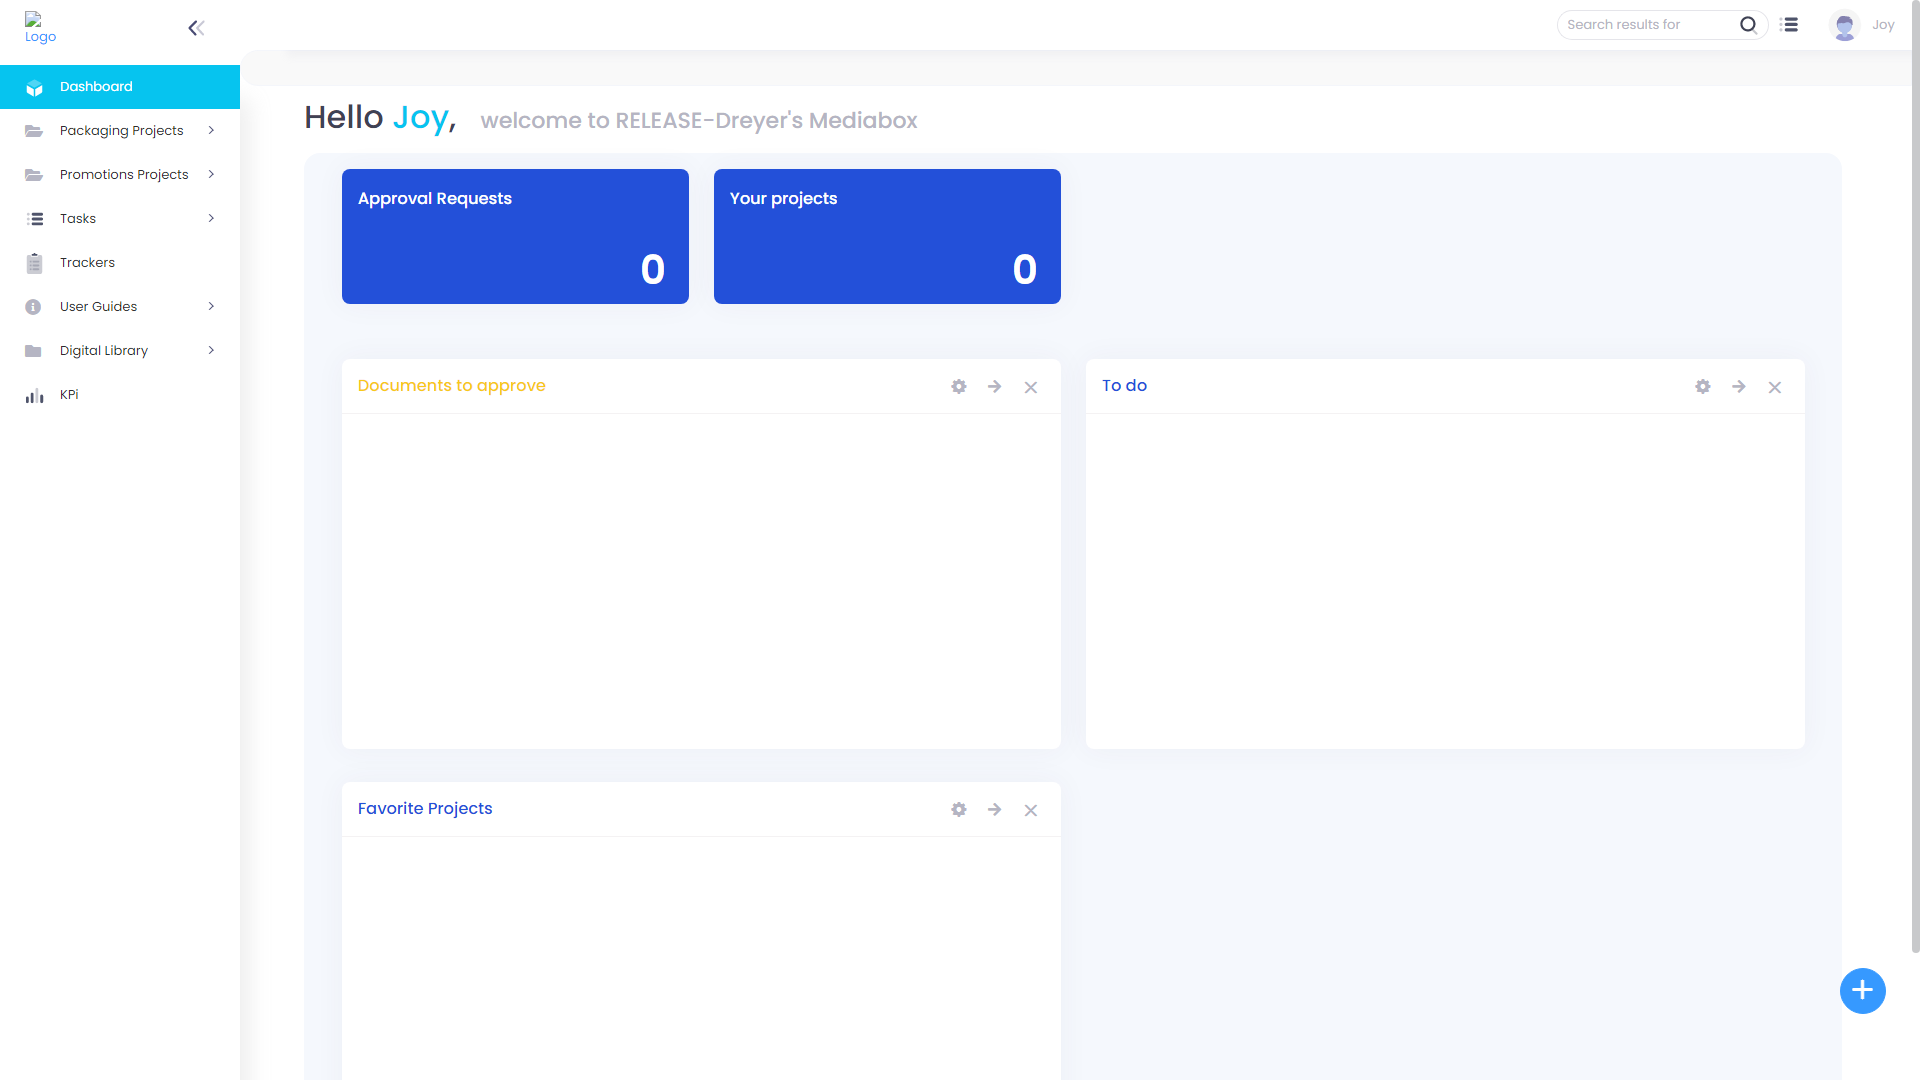 Logo
Search results for
Joy
Dashboard
Packaging Projects
Promotions Projects
Tasks
Trackers
User Guides
Digital Library
KPi
Hello Joy, welcome to RELEASE-Dreyer's Mediabox
Approval Requests
0
Your projects
0
Documents to approve
To do
Favorite Projects